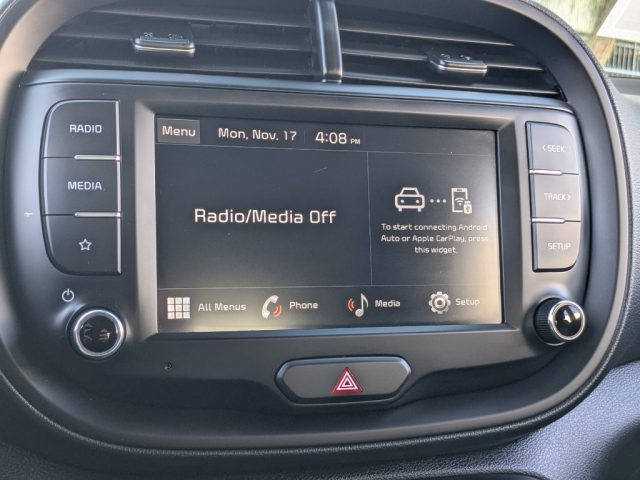 RADIO
MEDIA
Menu Mon, Nov. 17 4:08 PM
Radio/Media Off
To start connecting Android
Auto or Apple CarPlay, press
this widget.
All Menus Phone Media Setup
< SEEK
TRACK >
SETUP